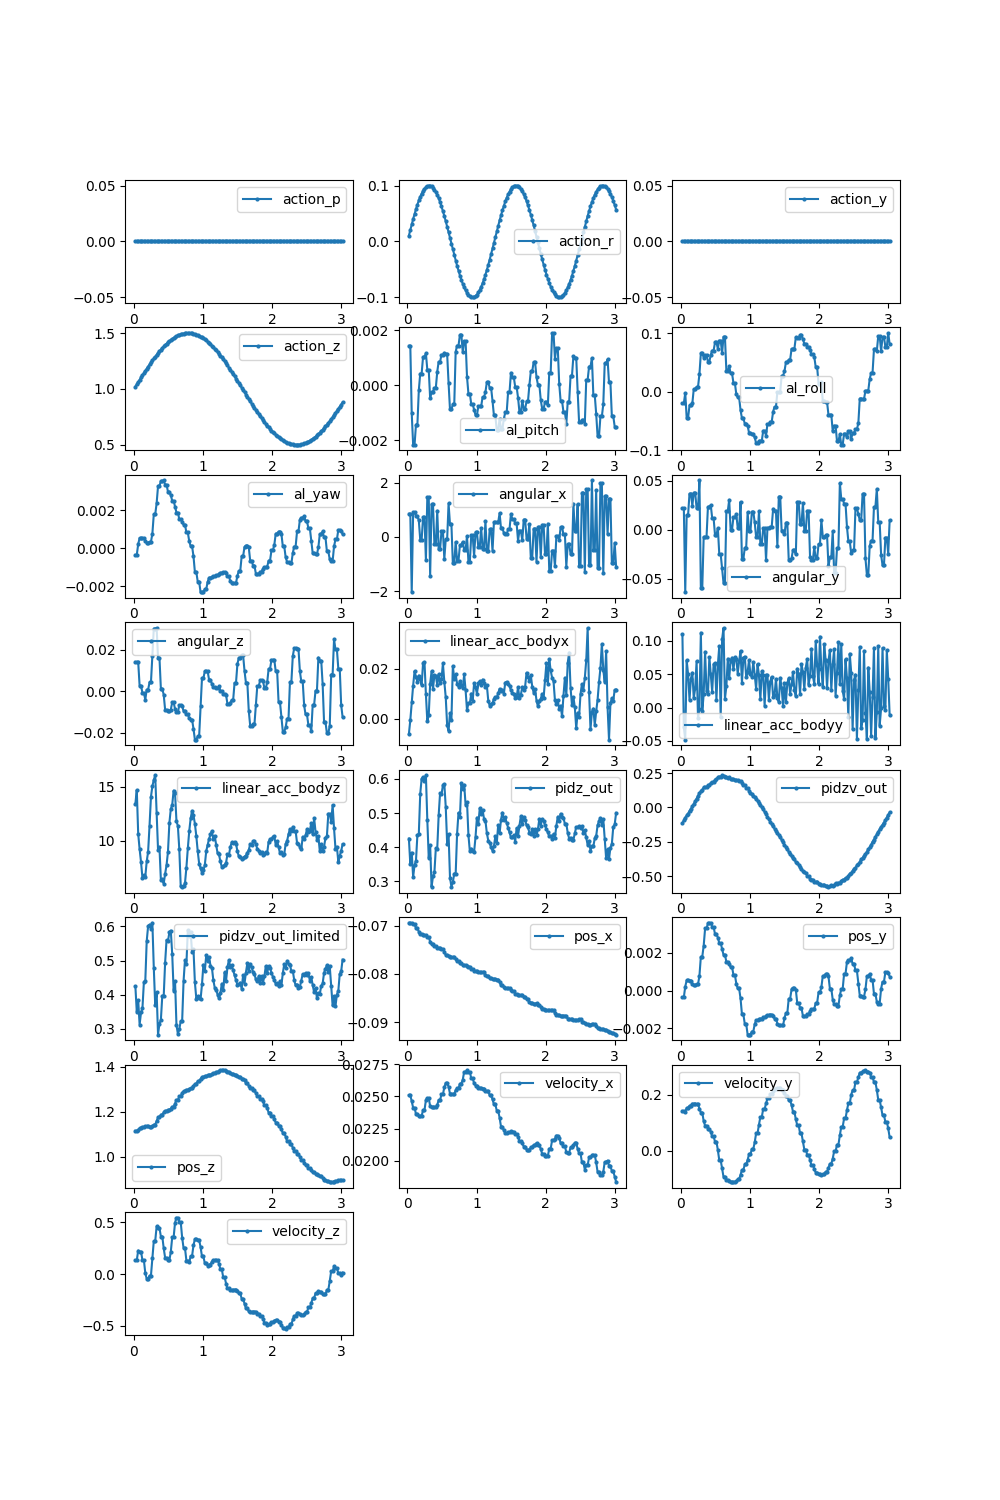 0.05
0.00
−0.05
action_p
0 1 2 3
0.1
0.0
−0.1
action_r
0 1 2 3
0.05
0.00
−0.05
action_y
0 1 2 3
1.5
1.0
0.5
action_z
0 1 2 3
0.002
0.000
−0.002
al_pitch
0 1 2 3
0.1
0.0
−0.1
al_roll
0 1 2 3
0.002
0.000
−0.002
al_yaw
0 1 2 3
2
0
−2
angular_x
0 1 2 3
0.05
0.00
−0.05
angular_y
0 1 2 3
0.02
0.00
−0.02
angular_z
0 1 2 3
0.02
0.00
linear_acc_bodyx
0 1 2 3
0.10
0.05
0.00
−0.05
linear_acc_bodyy
0 1 2 3
15
10
linear_acc_bodyz
0 1 2 3
0.6
0.5
0.4
0.3
pidz_out
0 1 2 3
0.25
0.00
−0.25
−0.50
pidzv_out
0 1 2 3
0.6
0.5
0.4
0.3
pidzv_out_limited
0 1 2 3
−0.07
−0.08
−0.09
pos_x
0 1 2 3
0.002
0.000
−0.002
pos_y
0 1 2 3
1.4
1.2
1.0
pos_z
0 1 2 3
0.0275
0.0250
0.0225
0.0200
velocity_x
0 1 2 3
0.2
0.0
velocity_y
0 1 2 3
0.5
0.0
−0.5
velocity_z
0 1 2 3